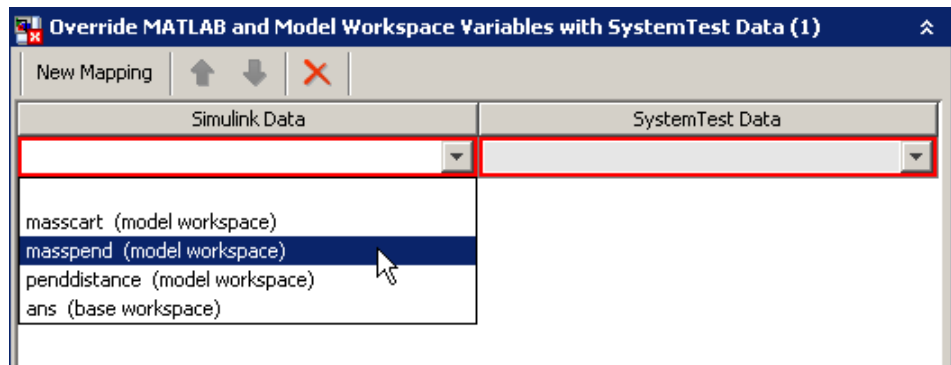 Override MATLAB and Model Workspace Variables with SystemTest Data (1)
New Mapping
Simulink Data SystemTest Data
masscart (model workspace)
masspend (model workspace)
penddistance (model workspace)
ans (base workspace)